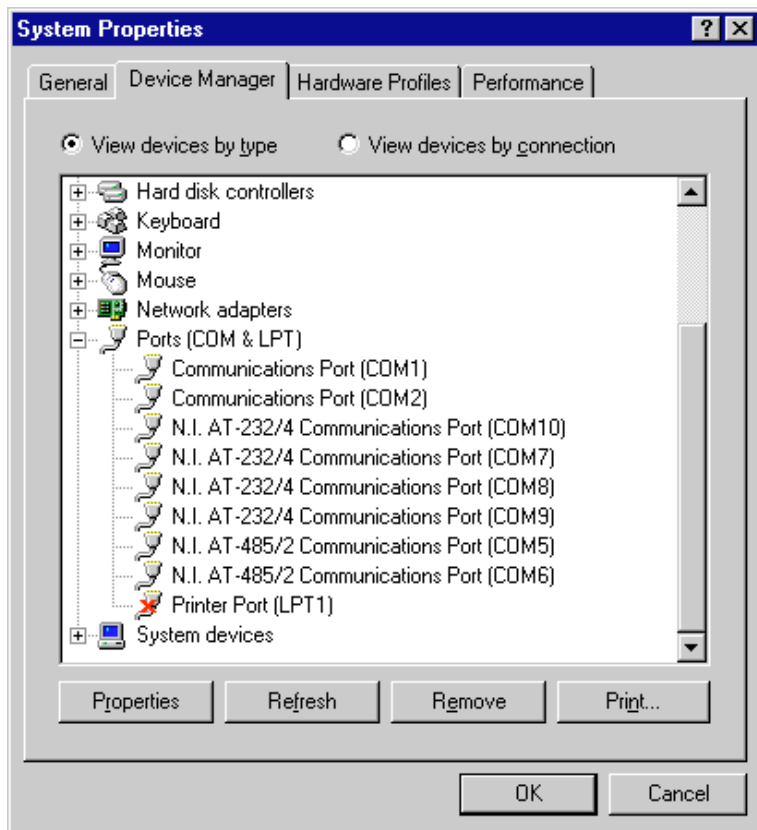 System Properties
General Device Manager Hardware Profiles Performance
View devices by type View devices by connection
Hard disk controllers
Keyboard
Monitor
Mouse
Network adapters
Ports (COM & LPT)
Communications Port (COM1)
Communications Port (COM2)
N.I. AT-232/4 Communications Port (COM10)
N.I. AT-232/4 Communications Port (COM7)
N.I. AT-232/4 Communications Port (COM8)
N.I. AT-232/4 Communications Port (COM9)
N.I. AT-485/2 Communications Port (COM5)
N.I. AT-485/2 Communications Port (COM6)
Printer Port (LPT1)
System devices
Properties Refresh Remove Print...
OK Cancel